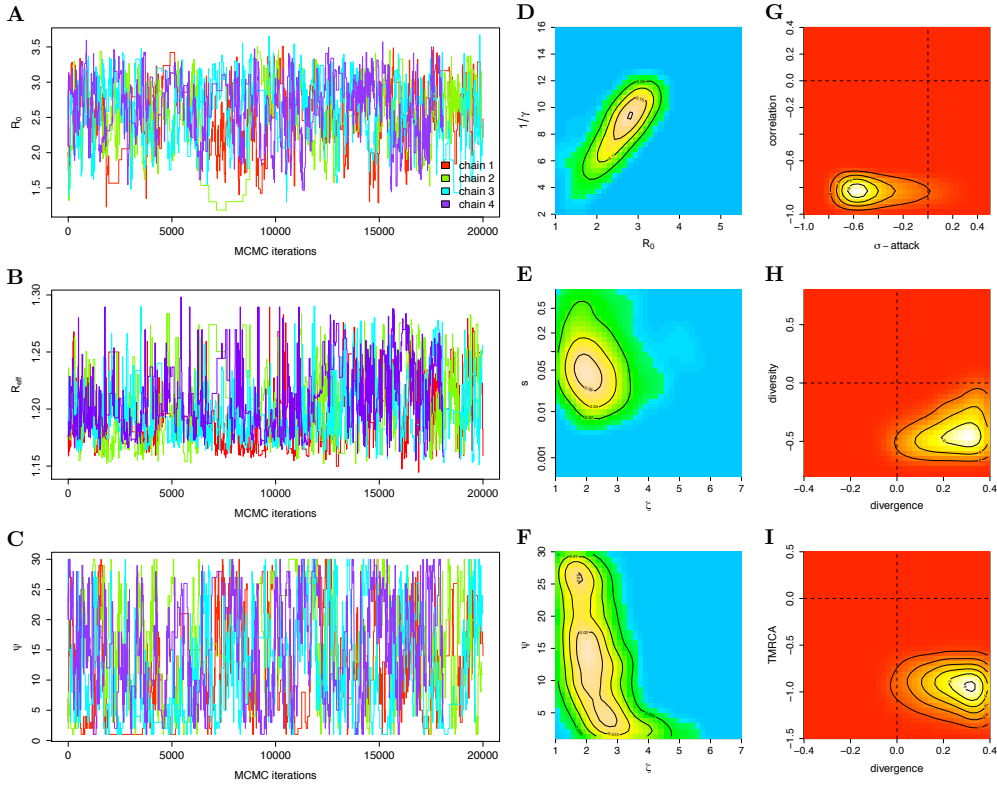 A
R0
3.5
3.0
2.5
2.0
1.5
chain 1
chain 2
chain 3
chain 4
0 5000 10000 15000 20000
MCMC iterations
B
Reff
1.30
1.25
1.20
1.15
0 5000 10000 15000 20000
MCMC iterations
C
ψ
30
25
20
15
10
5
0
0 5000 10000 15000 20000
MCMC iterations
D
1/γ
16
14
12
10
8
6
4
2
1 2 3 4 5
R0
E
s
0.5
0.2
0.05
0.01
0.001
1 2 3 4 5 6 7
ξ
F
ψ
30
25
20
15
10
5
1 2 3 4 5 6 7
ξ
G
correlation
0.4
0.2
0.0
−0.2
−0.6
−1.0
−0.6 −0.2 0.0 0.2 0.4
σ − attack
H
diversity
0.5
0.0
−0.5
−0.4 −0.2 0.0 0.2 0.4
divergence
I
TMRCA
0.5
0.0
−0.5
−1.0
−1.5
−0.4 −0.2 0.0 0.2 0.4
divergence